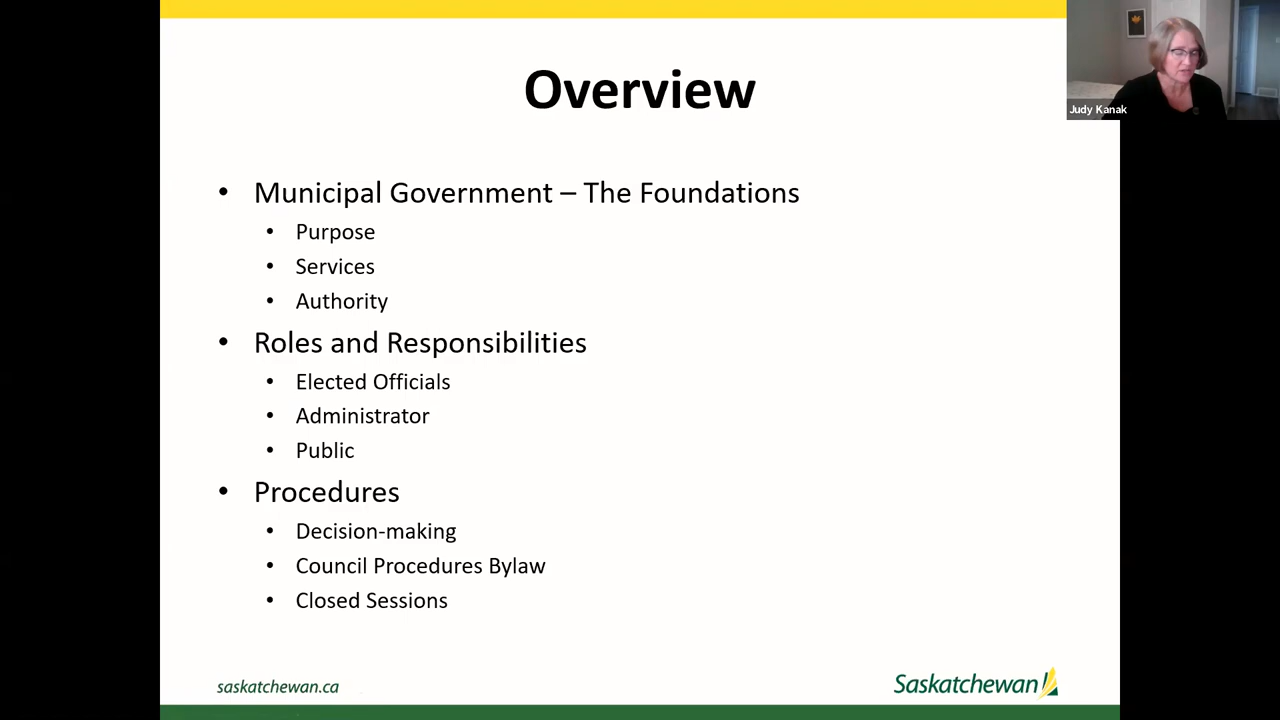 Overview
Judy Kanak
• Municipal Government – The Foundations
• Purpose
• Services
• Authority
• Roles and Responsibilities
• Elected Officials
• Administrator
• Public
• Procedures
• Decision-making
• Council Procedures Bylaw
• Closed Sessions
saskatchewan.ca
Saskatchewan